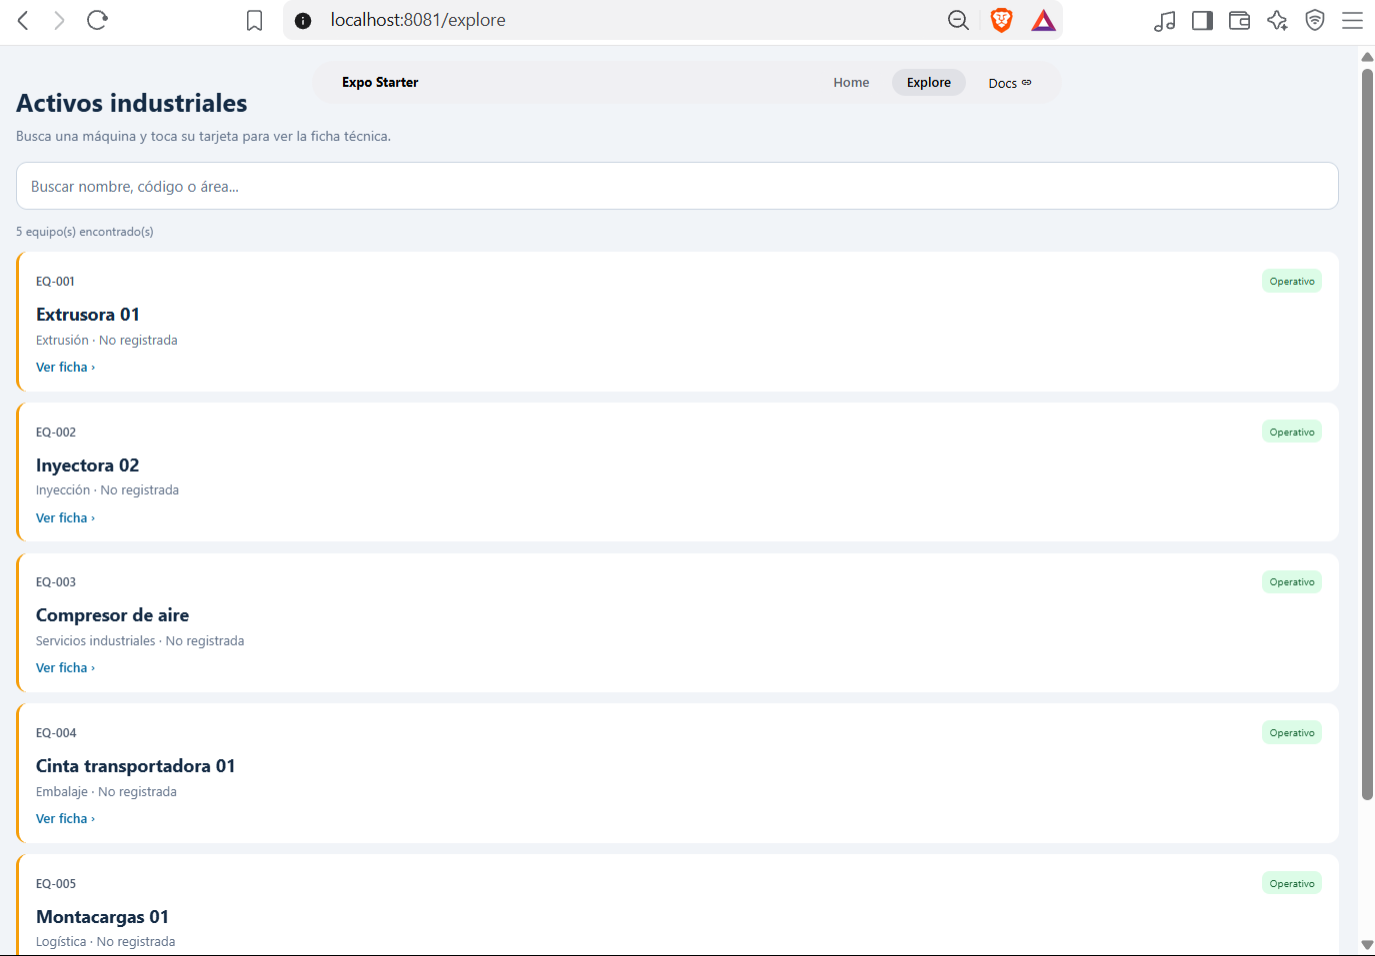 localhost:8081/explore
Expo Starter
Home
Explore
Docs
Activos industriales
Busca una máquina y toca su tarjeta para ver la ficha técnica.
Buscar nombre, código o área...
5 equipo(s) encontrado(s)
EQ-001
Operativo
Extrusora 01
Extrusión · No registrada
Ver ficha ›
EQ-002
Operativo
Inyectora 02
Inyección · No registrada
Ver ficha ›
EQ-003
Operativo
Compresor de aire
Servicios industriales · No registrada
Ver ficha ›
EQ-004
Operativo
Cinta transportadora 01
Embalaje · No registrada
Ver ficha ›
EQ-005
Operativo
Montacargas 01
Logística · No registrada